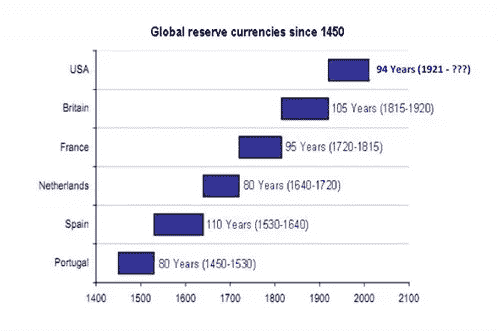 Global reserve currencies since 1450
USA 94 Years (1921 - ???)
Britain 105 Years (1815-1920)
France 95 Years (1720-1815)
Netherlands 80 Years (1640-1720)
Spain 110 Years (1530-1640)
Portugal 80 Years (1450-1530)
1400 1500 1600 1700 1800 1900 2000 2100